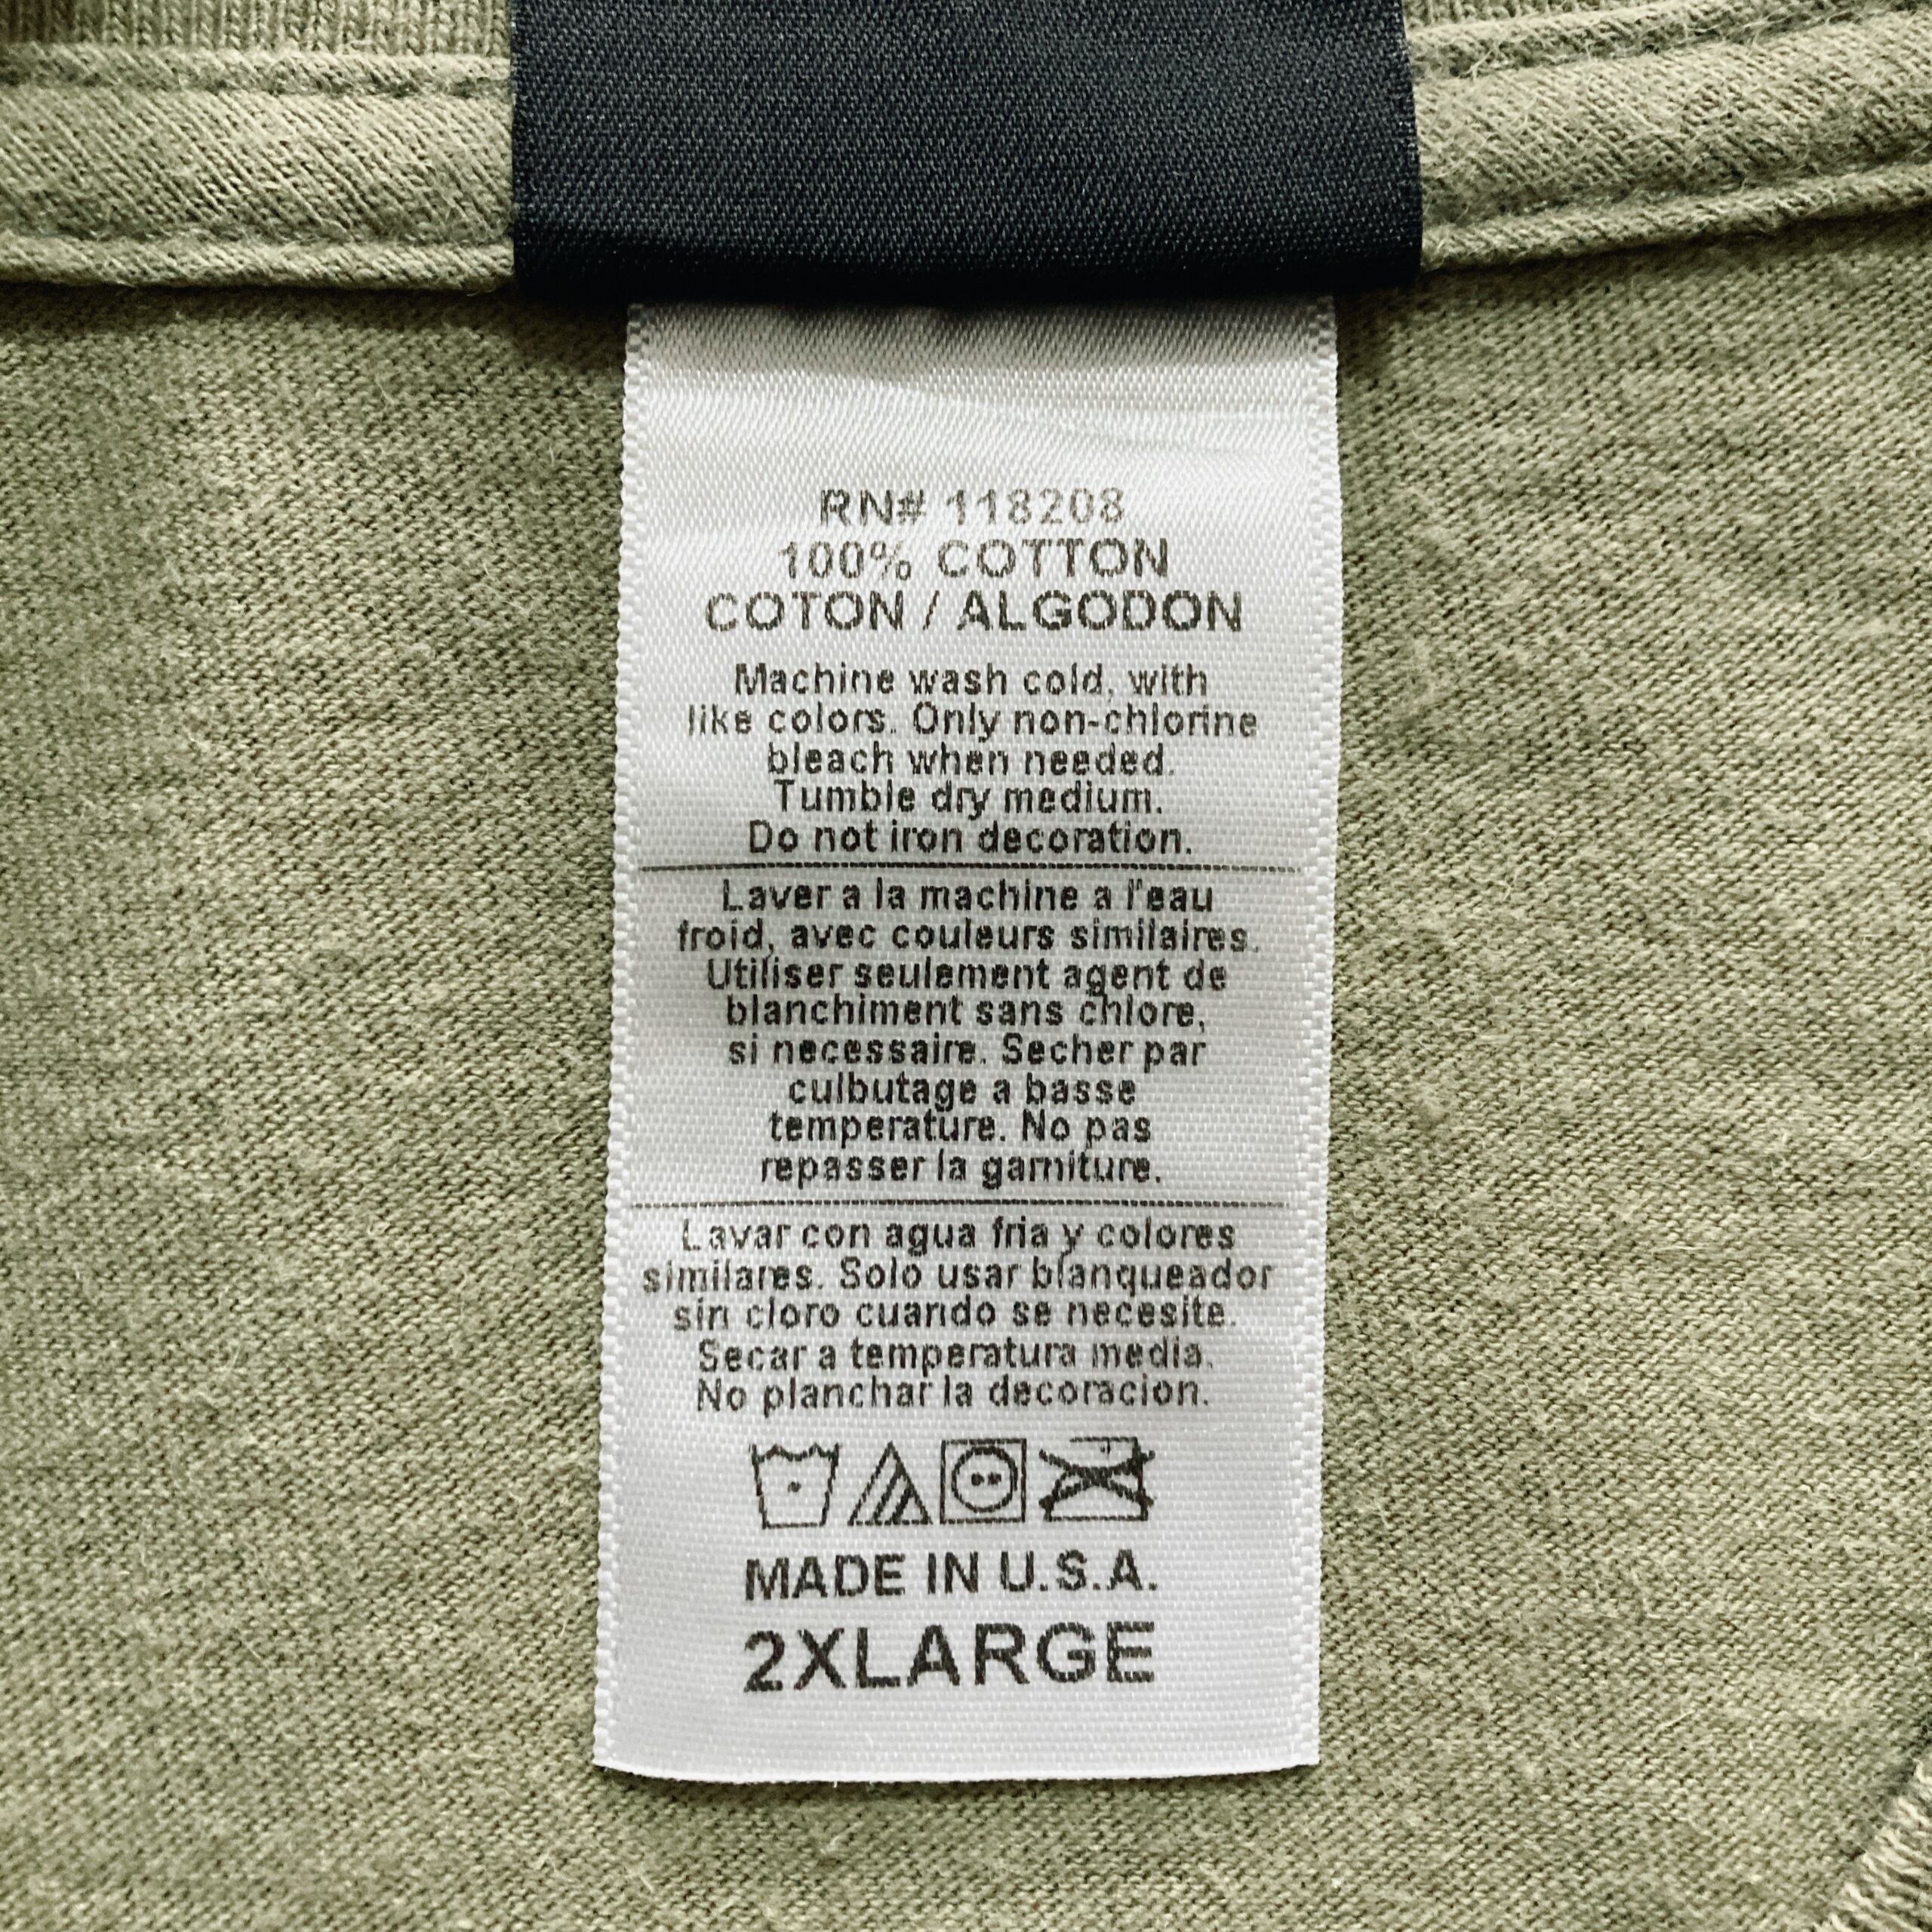 RN# 118208
100% COTTON
COTON / ALGODON
Machine wash cold, with
like colors. Only non-chlorine
bleach when needed.
Tumble dry medium.
Do not iron decoration.
Laver a la machine a l'eau
froid, avec couleurs similaires.
Utiliser seulement agent de
blanchiment sans chlore,
si necessaire. Secher par
culbutage a basse
temperature. No pas
repasser la garniture.
Lavar con agua fria y colores
similares. Solo usar blanqueador
sin cloro cuando se necesite.
Secar a temperatura media.
No planchar la decoracion.
MADE IN U.S.A.
2XLARGE